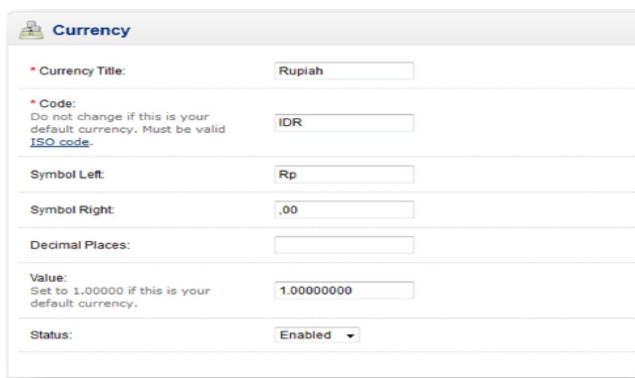 Currency
* Currency Title: Rupiah
* Code:
Do not change if this is your
default currency. Must be valid
ISO code.
IDR
Symbol Left: Rp
Symbol Right: ,00
Decimal Places:
Value:
Set to 1.00000 if this is your
default currency.
1.00000000
Status: Enabled